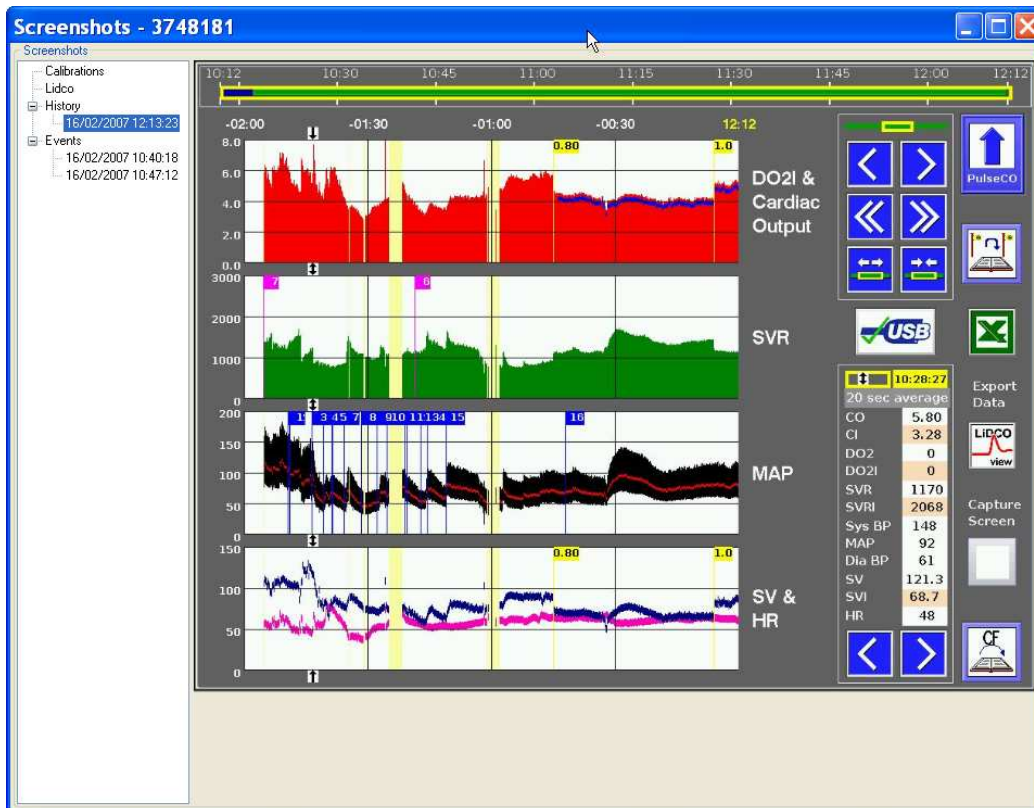 Screenshots - 3748181
Screenshots
Calibrations
Lidco
History
16/02/2007 12:13:23
Events
16/02/2007 10:40:18
16/02/2007 10:47:12
10:12 10:30 10:45 11:00 11:15 11:30 11:45 12:00 12:12
-02:00 -01:30 -01:00 -00:30 12:12
8.0
6.0
4.0
2.0
0.0
0.80 1.0
DO2I &
Cardiac
Output
3000
2000
1000
0
7 6
SVR
200
150
100
50
0
3 4 5 7 8 9 10 15 16
MAP
150
100
50
0
0.80 1.0
SV &
HR
PulseCO
USB
10:28:27
20 sec average
CO 5.80
CI 3.28
DO2 0
DO2I 0
SVR 1170
SVRI 2068
Sys BP 148
MAP 92
Dia BP 61
SV 121.3
SVI 68.7
HR 48
Export
Data
LiDCO
view
Capture
Screen
CF